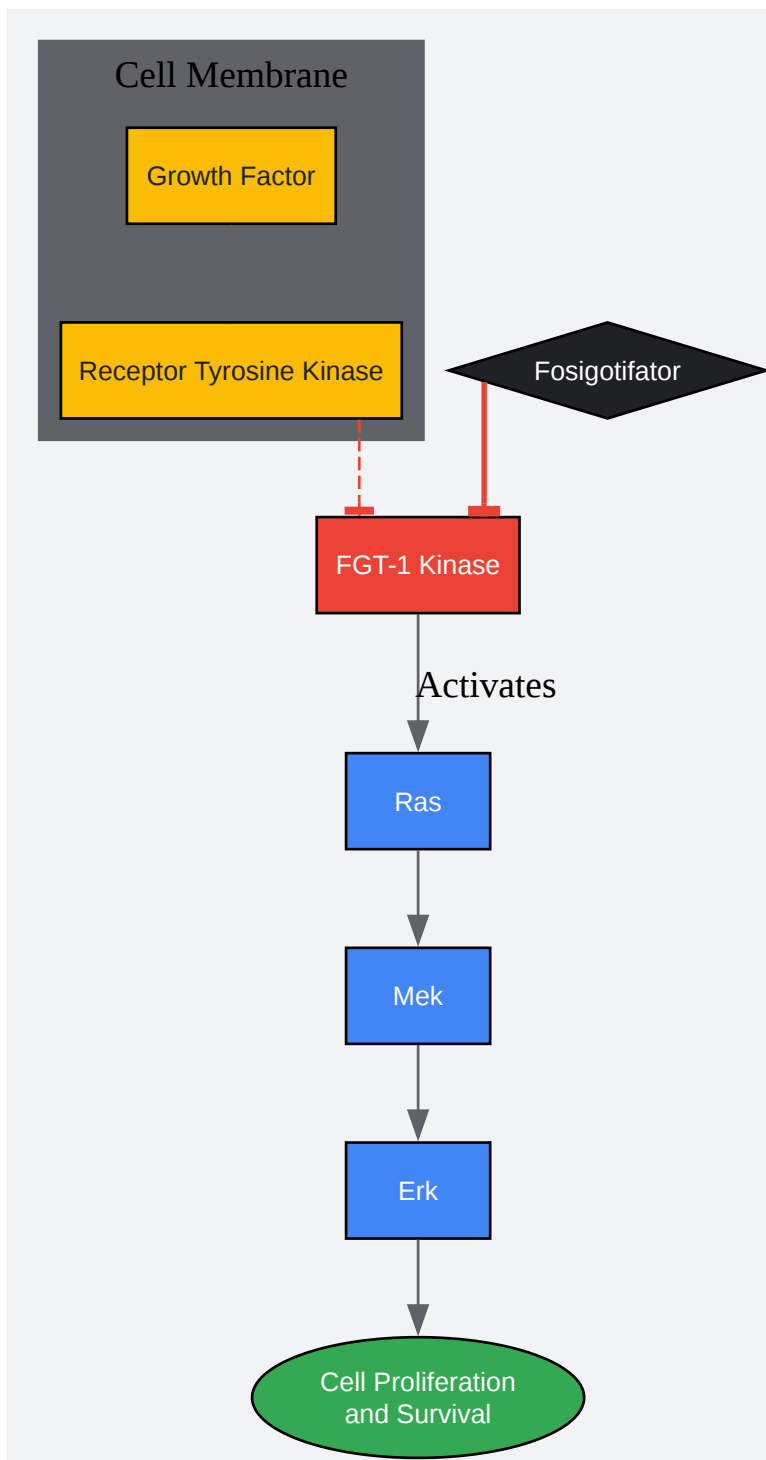 Cell Membrane
Growth Factor
Receptor Tyrosine Kinase
Fosigotifator
FGT-1 Kinase
Activates
Ras
Mek
Erk
Cell Proliferation
and Survival